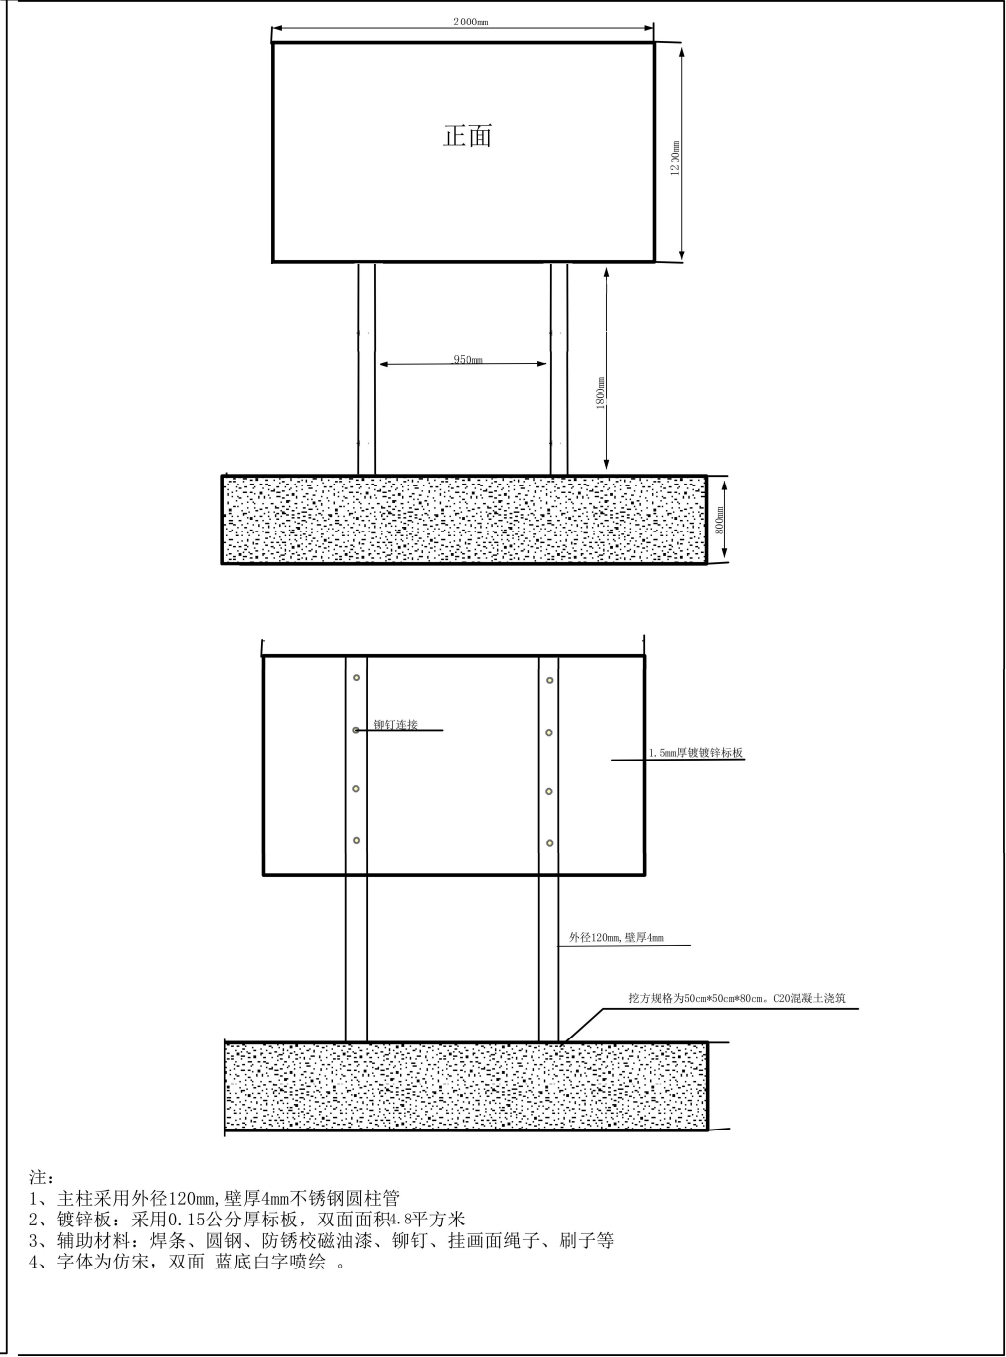 2000mm
正面
1200mm
950mm
1800mm
800mm
铆钉连接
1.5mm厚镀镀锌标板
外径120mm,壁厚4mm
挖方规格为50cm*50cm*80cm。C20混凝土浇筑
注：
1、主柱采用外径120mm,壁厚4mm不锈钢圆柱管
2、镀锌板：采用0.15公分厚标板，双面面积4.8平方米
3、辅助材料：焊条、圆钢、防锈校磁油漆、铆钉、挂画面绳子、刷子等
4、字体为仿宋，双面 蓝底白字喷绘 。